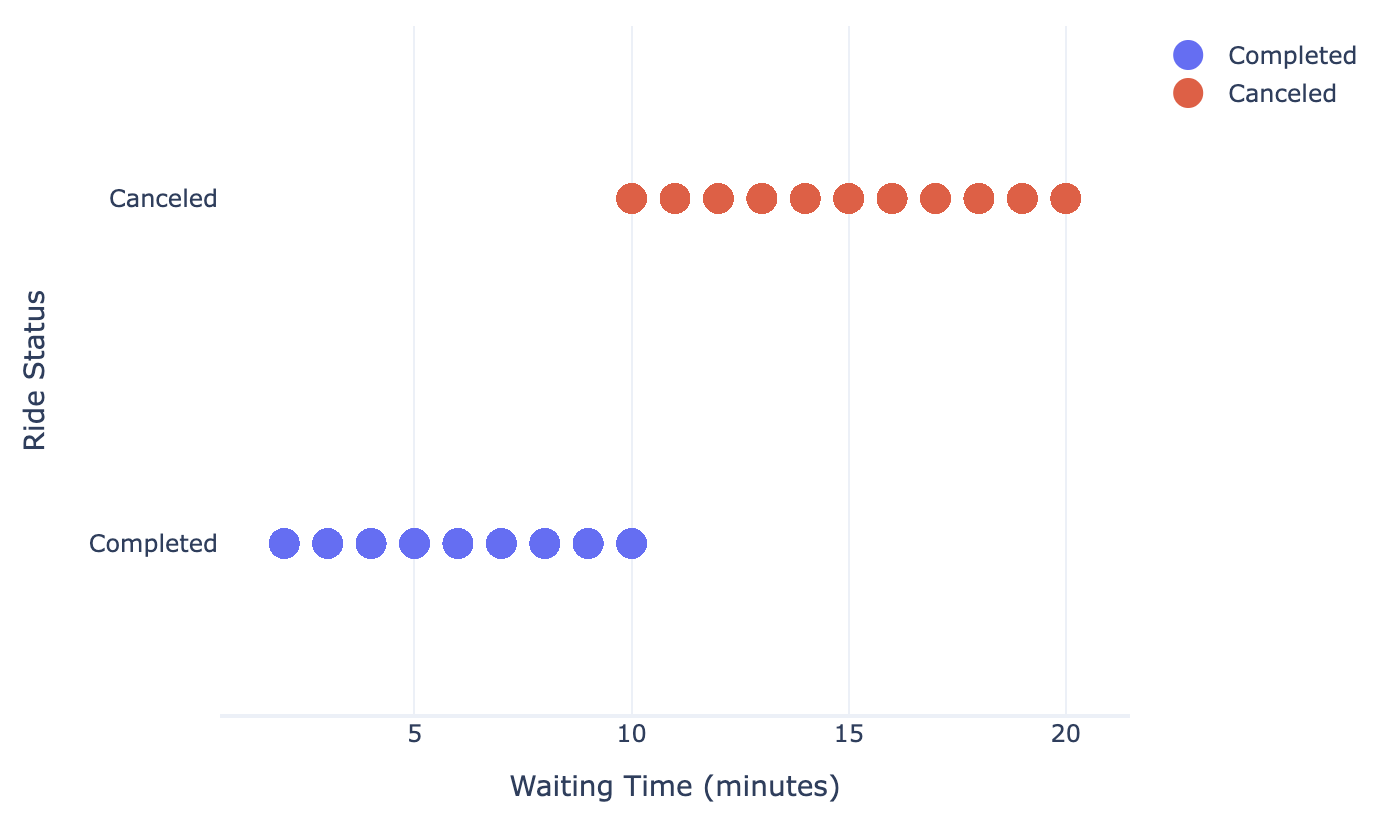 Completed
Canceled
Canceled
Ride Status
Completed
5
10
15
20
Waiting Time (minutes)